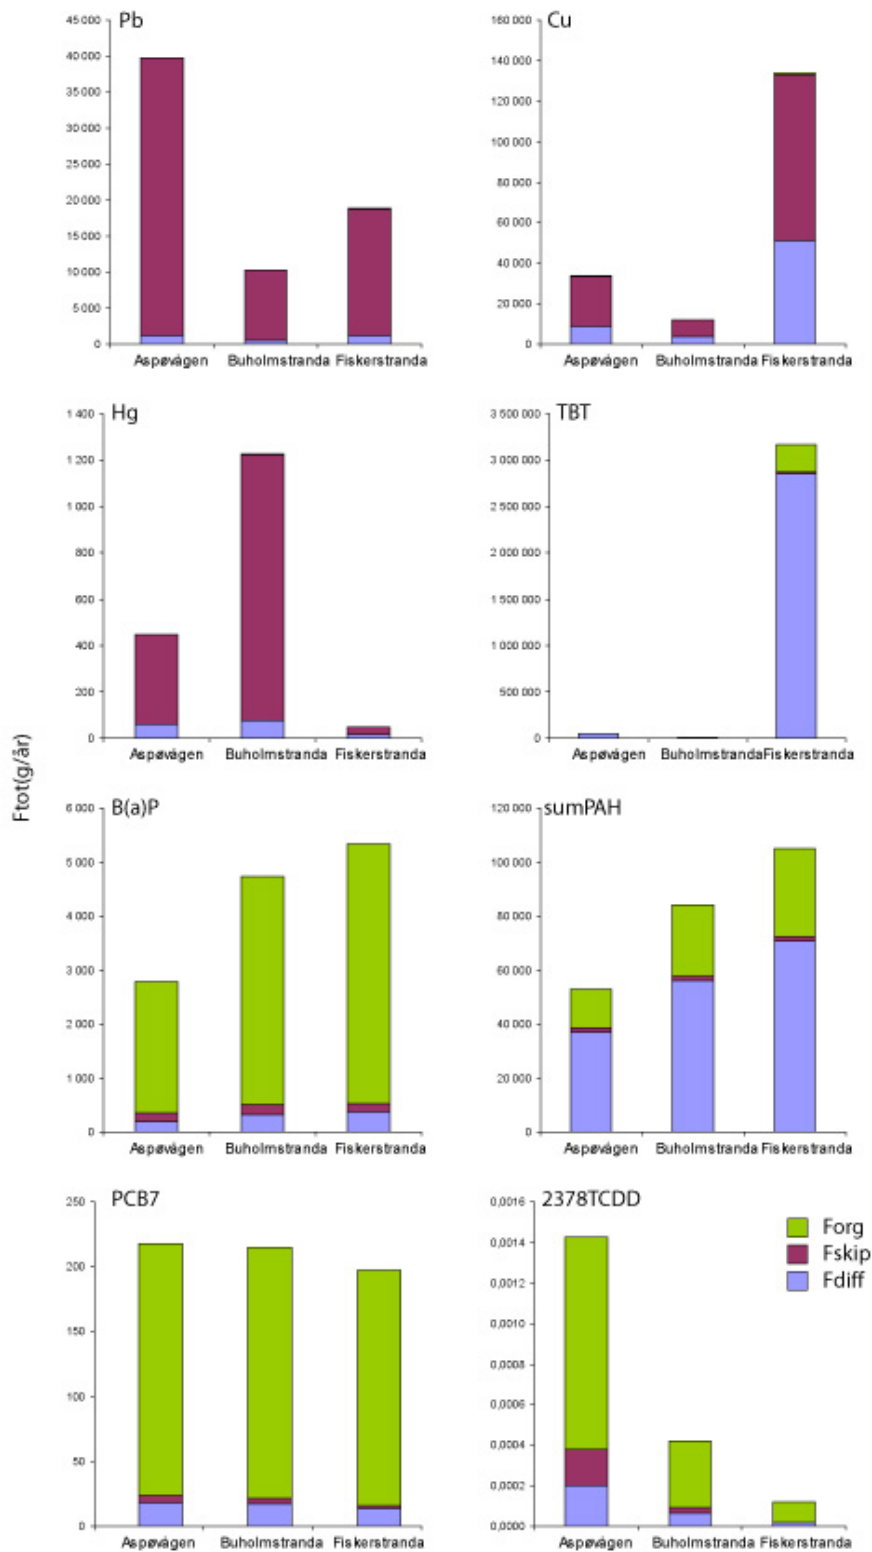 Pb
45 000
40 000
35 000
30 000
25 000
20 000
15 000
10 000
5 000
0
Aspøvågen Buholmstranda Fiskerstranda
Cu
160 000
140 000
120 000
100 000
80 000
60 000
40 000
20 000
0
Aspøvågen Buholmstranda Fiskerstranda
Hg
1 400
1 200
1 000
800
600
400
200
0
Aspøvågen Buholmstranda Fiskerstranda
TBT
3 500 000
3 000 000
2 500 000
2 000 000
1 500 000
1 000 000
500 000
0
Aspøvågen Buholmstranda Fiskerstranda
Ftot(g/år)
B(a)P
6 000
5 000
4 000
3 000
2 000
1 000
0
Aspøvågen Buholmstranda Fiskerstranda
sumPAH
120 000
100 000
80 000
60 000
40 000
20 000
0
Aspøvågen Buholmstranda Fiskerstranda
PCB7
250
200
150
100
50
0
Aspøvågen Buholmstranda Fiskerstranda
2378TCDD
0,0016
0,0014
0,0012
0,0010
0,0008
0,0006
0,0004
0,0002
0,0000
Aspøvågen Buholmstranda Fiskerstranda
Forg
Fskip
Fdiff